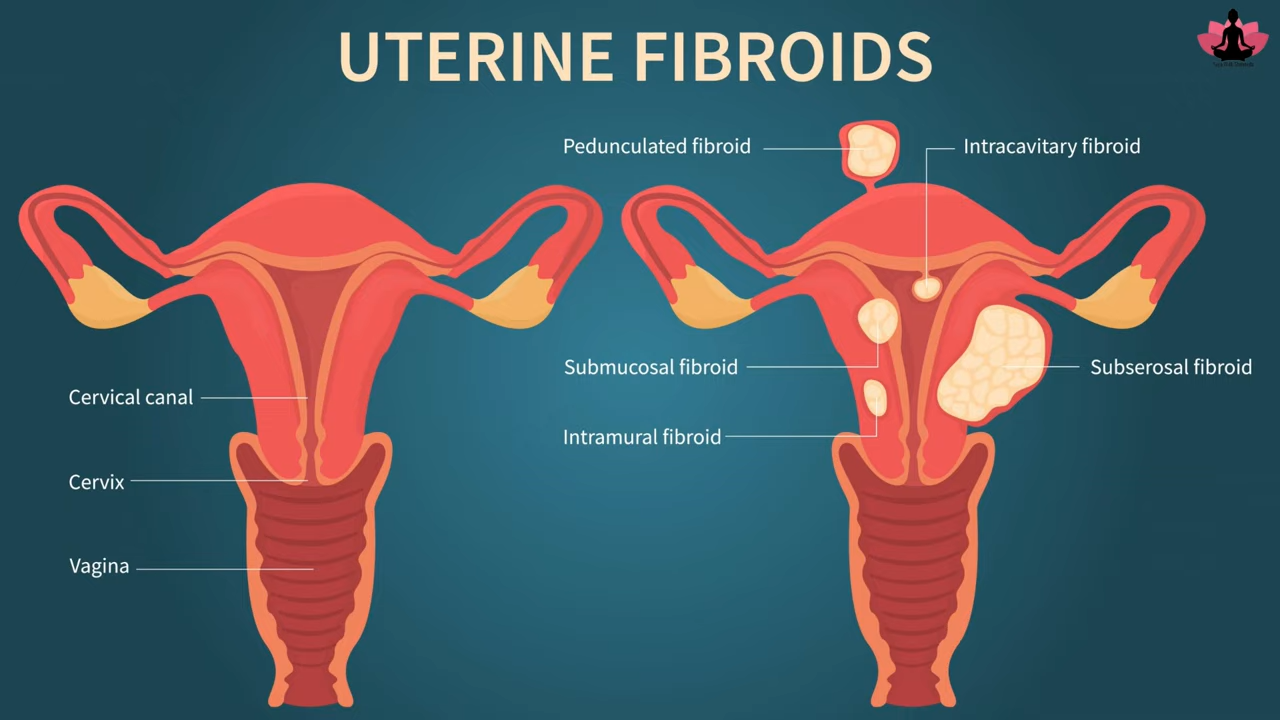 UTERINE FIBROIDS
Pedunculated fibroid
Intracavitary fibroid
Submucosal fibroid
Subserosal fibroid
Cervical canal
Intramural fibroid
Cervix
Vagina